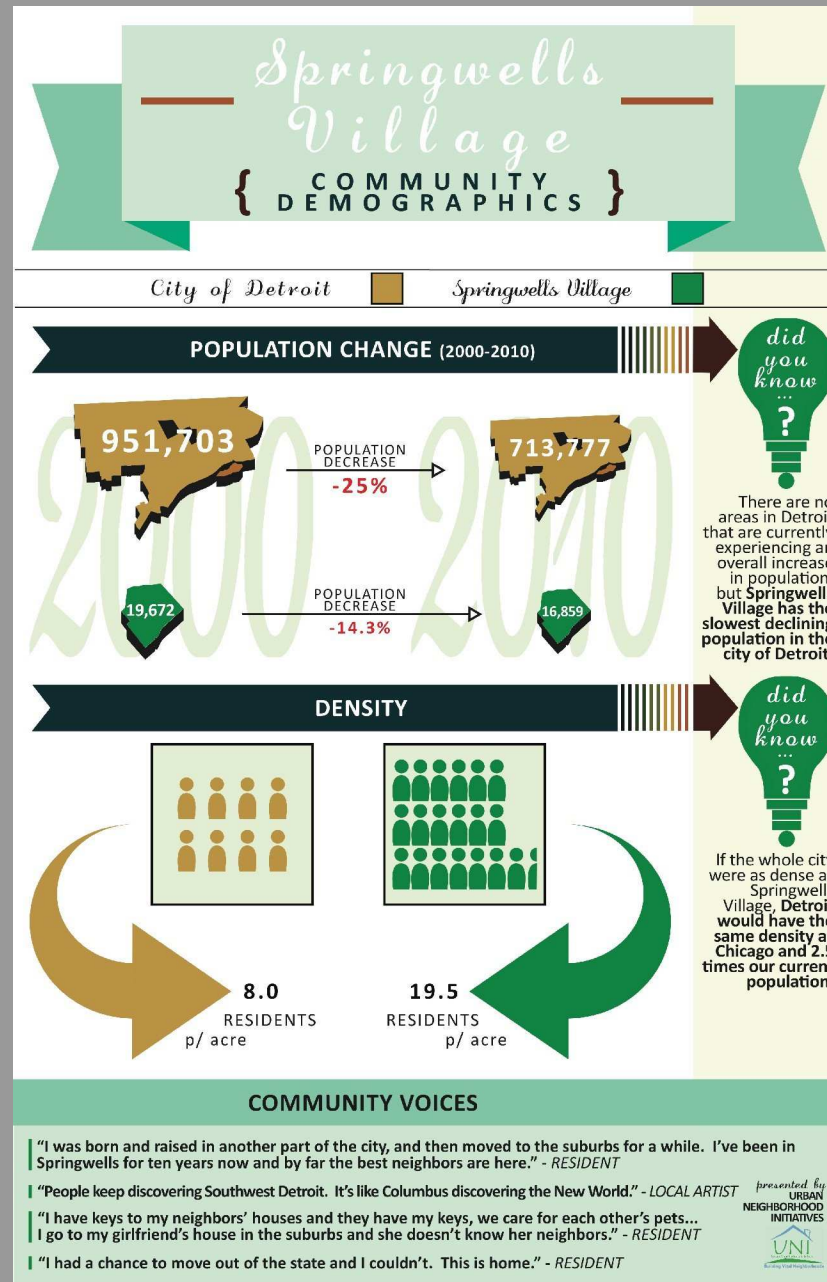 Springwells
Village
{ COMMUNITY
DEMOGRAPHICS }
City of Detroit
Springwells Village
POPULATION CHANGE (2000-2010)
2000
2010
951,703
POPULATION
DECREASE
-25%
713,777
19,672
POPULATION
DECREASE
-14.3%
16,859
did
you
know
...
?
There are no
areas in Detroit
that are currently
experiencing an
overall increase
in population,
but Springwells
Village has the
slowest declining
population in the
city of Detroit
DENSITY
8.0
RESIDENTS
p/ acre
19.5
RESIDENTS
p/ acre
did
you
know
...
?
If the whole city
were as dense as
Springwells
Village, Detroit
would have the
same density as
Chicago and 2.5
times our current
population
COMMUNITY VOICES
“I was born and raised in another part of the city, and then moved to the suburbs for a while. I’ve been in
Springwells for ten years now and by far the best neighbors are here.” - RESIDENT
“People keep discovering Southwest Detroit. It’s like Columbus discovering the New World.” - LOCAL ARTIST
“I have keys to my neighbors’ houses and they have my keys, we care for each other’s pets...
I go to my girlfriend’s house in the suburbs and she doesn’t know her neighbors.” - RESIDENT
“I had a chance to move out of the state and I couldn’t. This is home.” - RESIDENT
presented by
URBAN
NEIGHBORHOOD
INITIATIVES
UNI